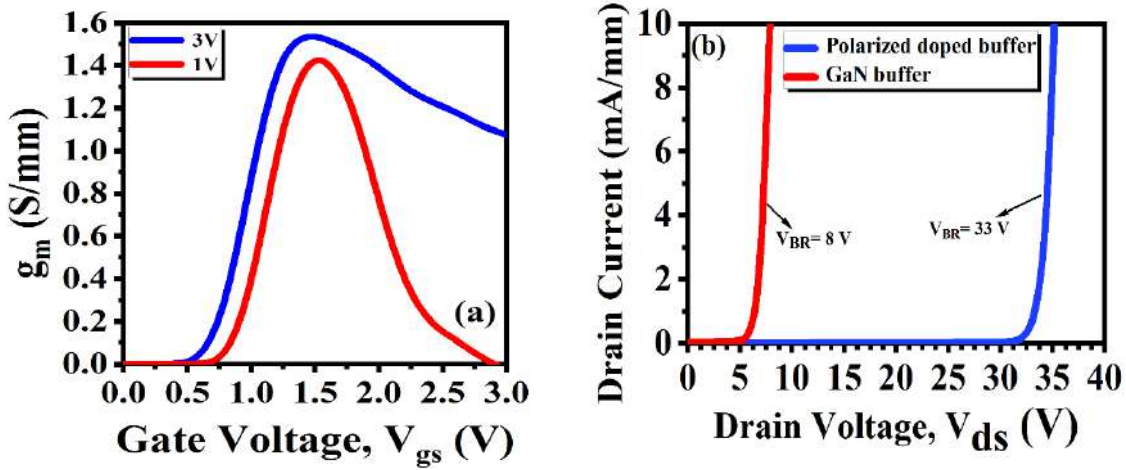 1.6
1.4
1.2
1.0
0.8
0.6
0.4
0.2
0.0
g_m (S/mm)
3V
1V
(a)
0.0 0.5 1.0 1.5 2.0 2.5 3.0
Gate Voltage, V_gs (V)
10
8
6
4
2
0
Drain Current (mA/mm)
(b)
Polarized doped buffer
GaN buffer
V_BR= 8 V
V_BR= 33 V
0 5 10 15 20 25 30 35 40
Drain Voltage, V_ds (V)